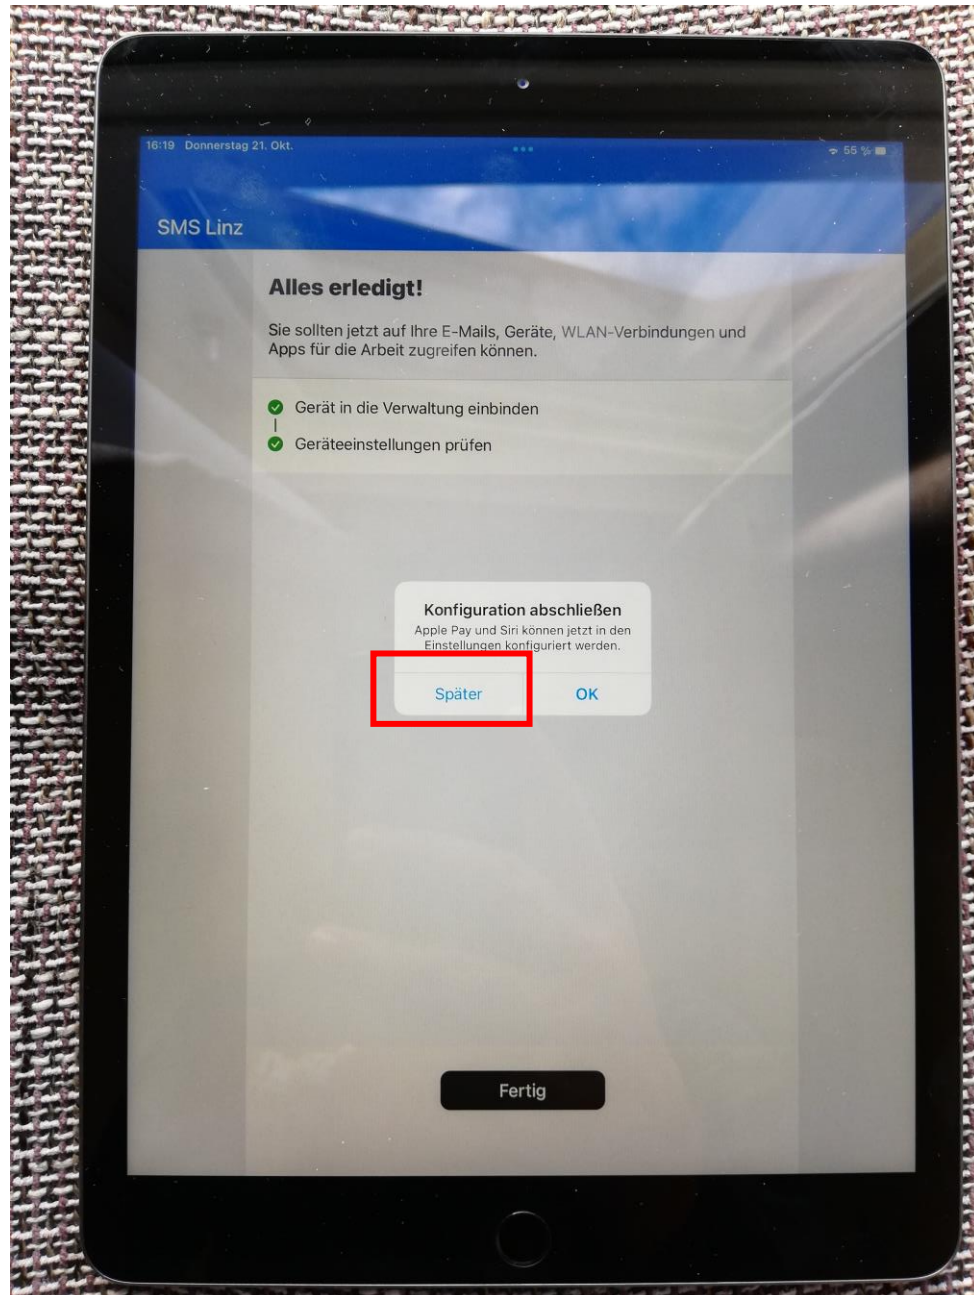 16:19 Donnerstag 21. Okt.
55 %
SMS Linz
Alles erledigt!
Sie sollten jetzt auf Ihre E-Mails, Geräte, WLAN-Verbindungen und
Apps für die Arbeit zugreifen können.
Gerät in die Verwaltung einbinden
Geräteeinstellungen prüfen
Konfiguration abschließen
Apple Pay und Siri können jetzt in den
Einstellungen konfiguriert werden.
Später
OK
Fertig